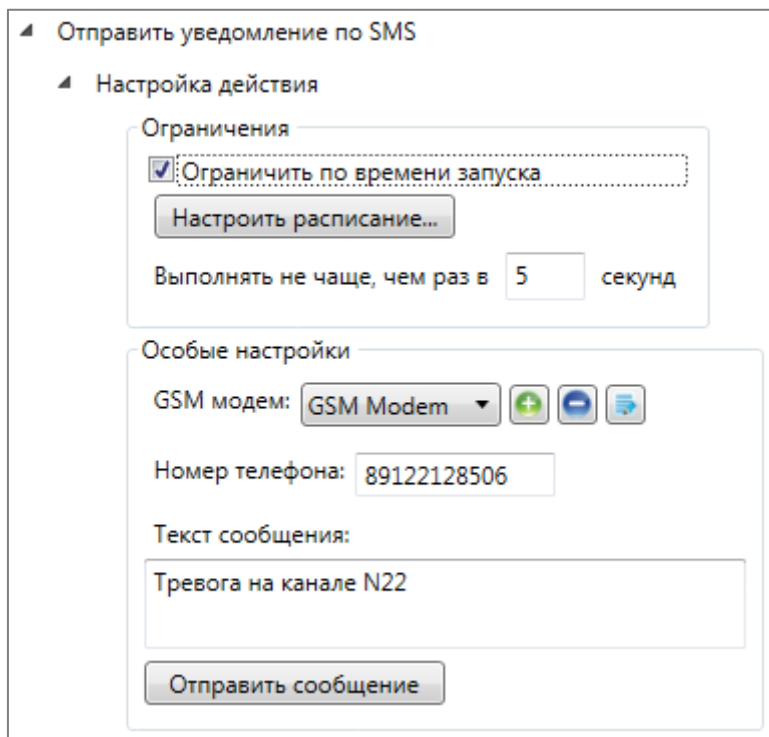 Отправить уведомление по SMS
Настройка действия
Ограничения
Ограничить по времени запуска
Настроить расписание...
Выполнять не чаще, чем раз в 5 секунд
Особые настройки
GSM модем: GSM Modem
Номер телефона: 89122128506
Текст сообщения:
Тревога на канале N22
Отправить сообщение